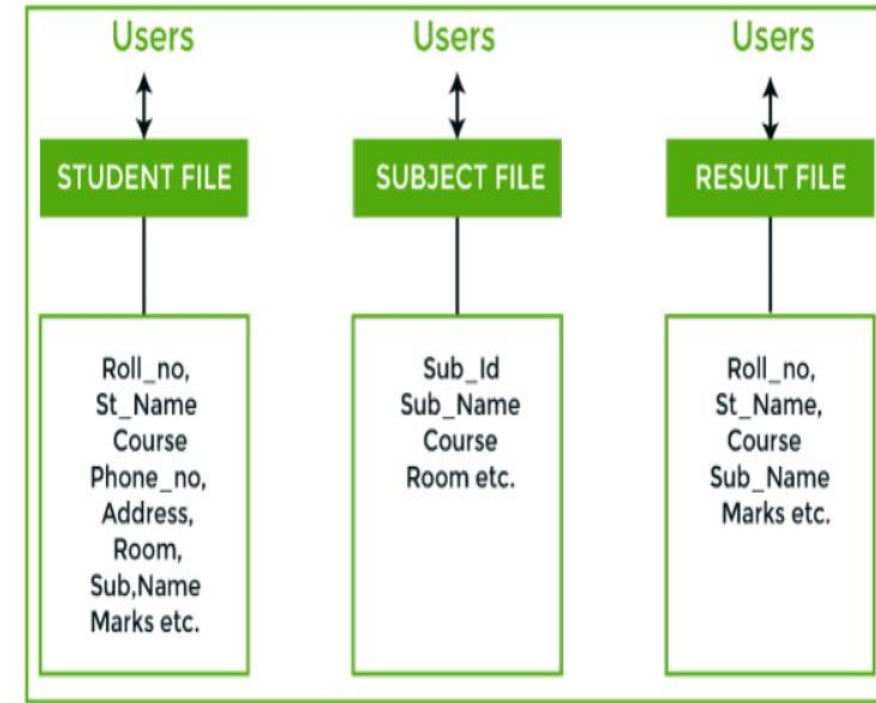 Users
STUDENT FILE
Roll_no,
St_Name
Course
Phone_no,
Address,
Room,
Sub,Name
Marks etc.
Users
SUBJECT FILE
Sub_Id
Sub_Name
Course
Room etc.
Users
RESULT FILE
Roll_no,
St_Name,
Course
Sub_Name
Marks etc.